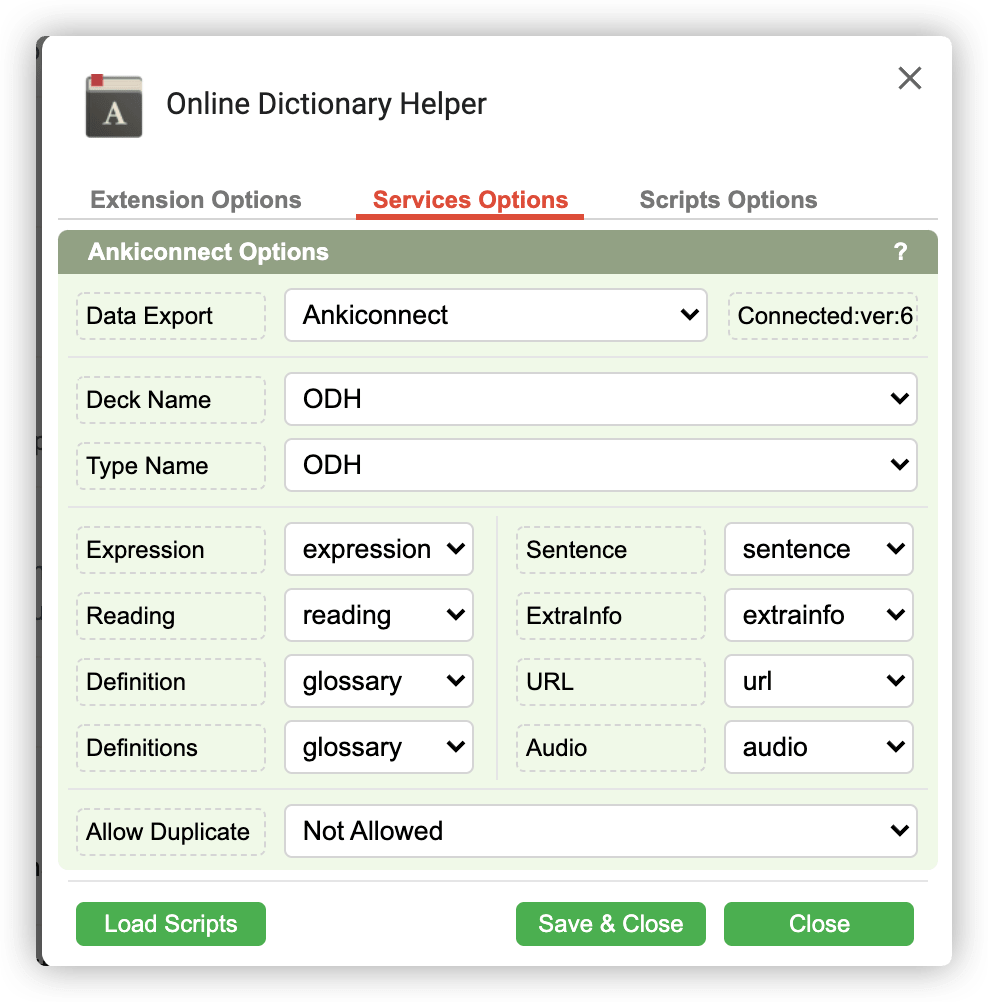 A
Online Dictionary Helper
Extension Options Services Options Scripts Options
Ankiconnect Options ?
Data Export Ankiconnect Connected:ver:6
Deck Name ODH
Type Name ODH
Expression expression Sentence sentence
Reading reading ExtraInfo extrainfo
Definition glossary URL url
Definitions glossary Audio audio
Allow Duplicate Not Allowed
Load Scripts Save & Close Close